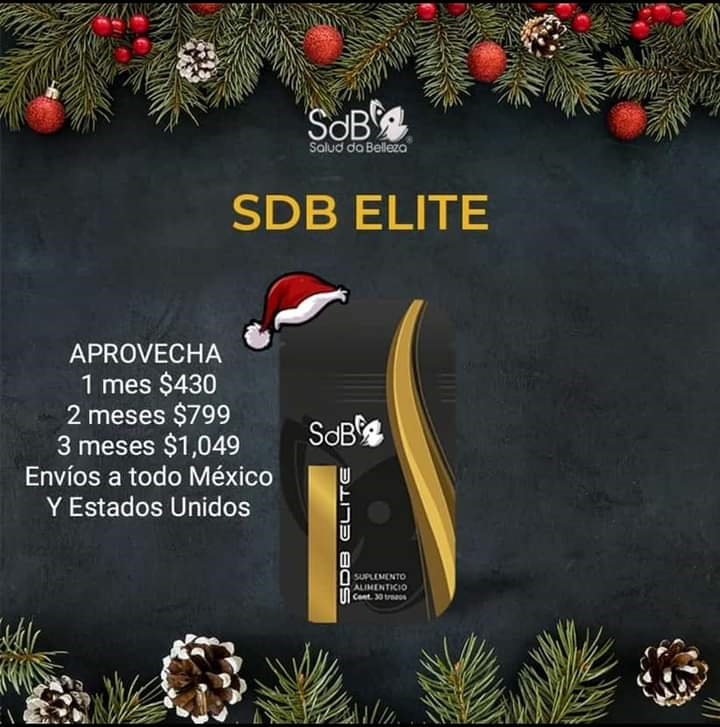 SdB
Salud da Belleza
SDB ELITE
APROVECHA
1 mes $430
2 meses $799
3 meses $1,049
Envíos a todo México
Y Estados Unidos
SdB
SDB ELITE
SUPLEMENTO
ALIMENTICIO
Cont. 30 trozos